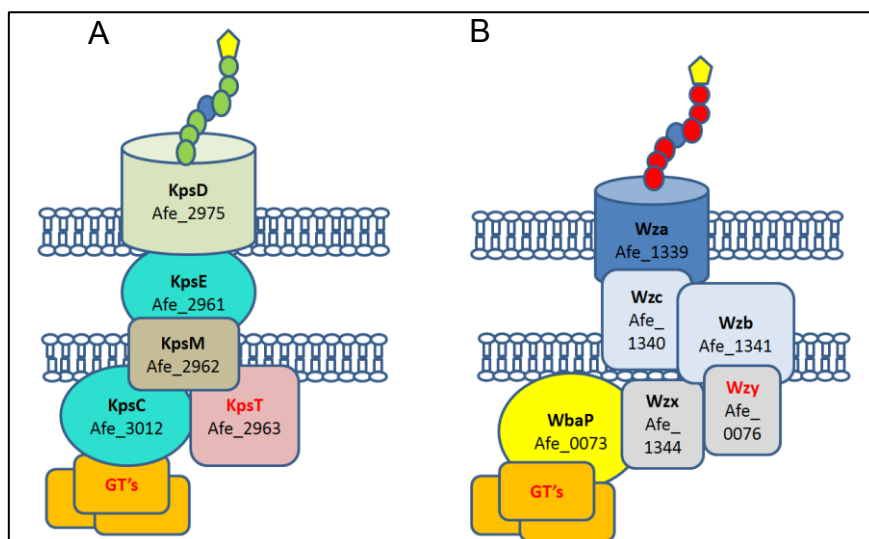 A
KpsD
Afe_2975
KpsE
Afe_2961
KpsM
Afe_2962
KpsC
Afe_3012
KpsT
Afe_2963
GT's
B
Wza
Afe_1339
Wzc
Afe_
1340
Wzb
Afe_1341
WbaP
Afe_0073
Wzx
Afe_
1344
Wzy
Afe_
0076
GT's